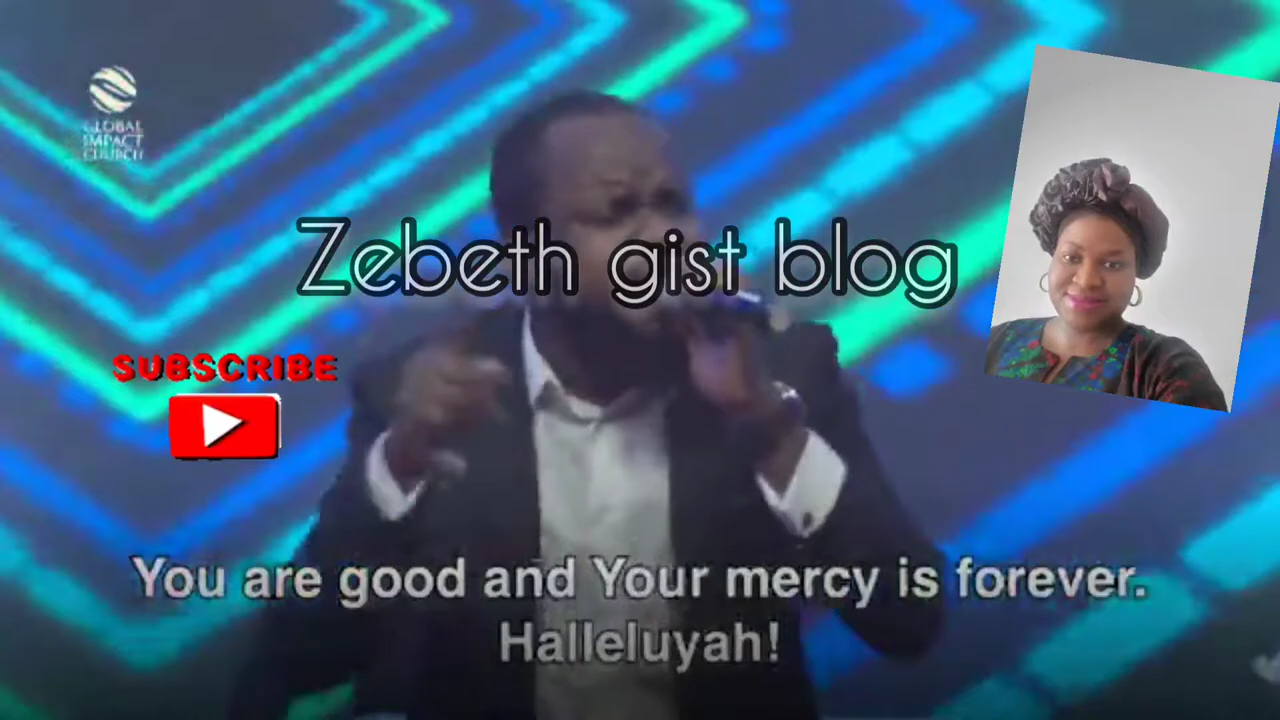 GLOBAL
IMPACT
CHURCH
Zebeth gist blog
SUBSCRIBE
You are good and Your mercy is forever.
Halleluyah!